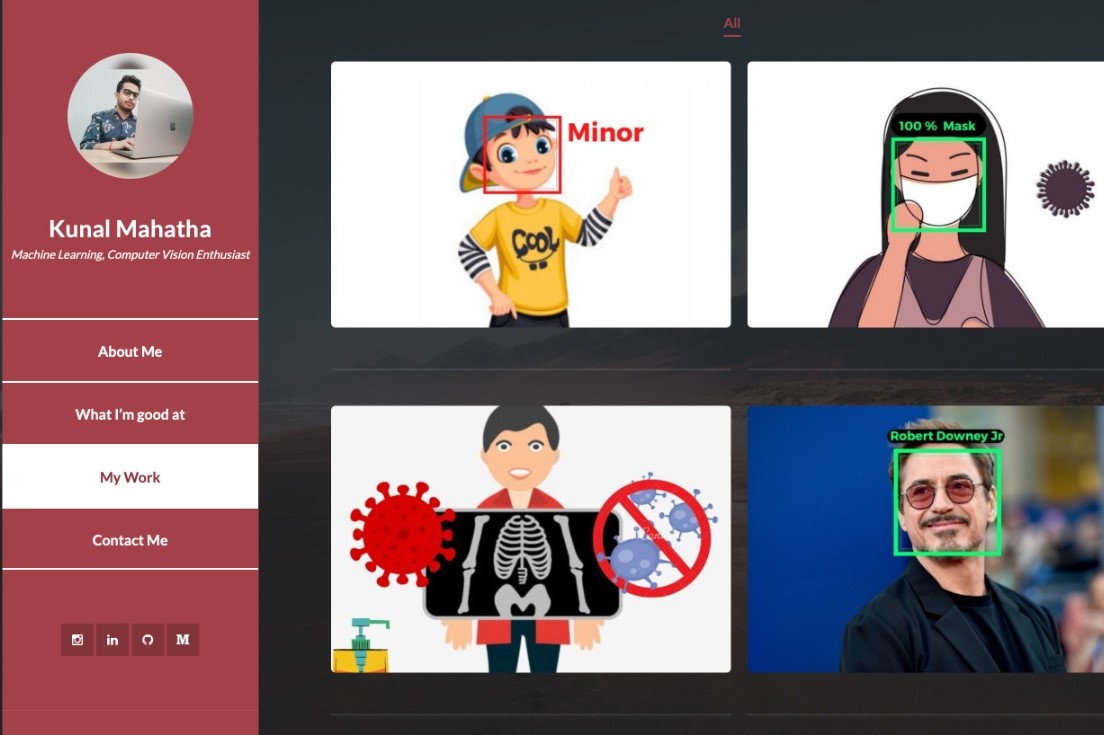 Kunal Mahatha
Machine Learning, Computer Vision Enthusiast
About Me
What I'm good at
My Work
Contact Me
in
M
All
Minor
COOL
100 % Mask
Robert Downey Jr